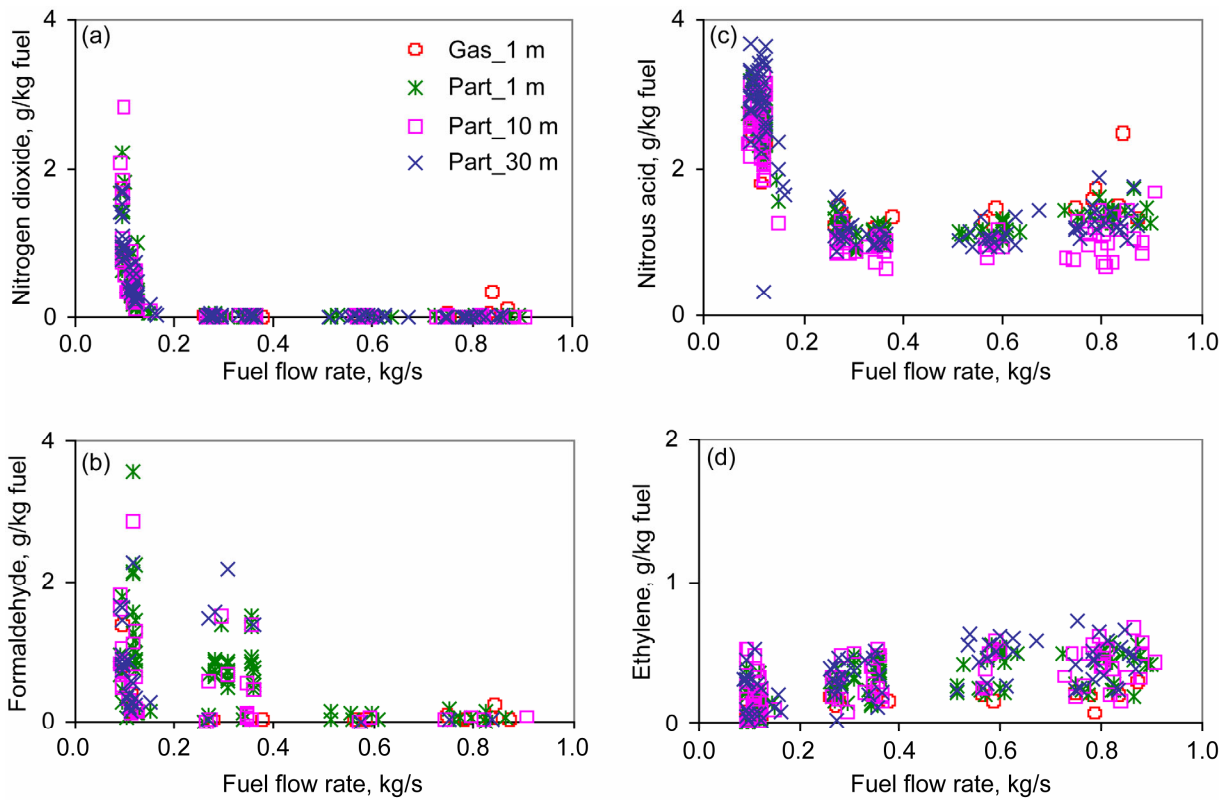 (a)
4
2
0
Nitrogen dioxide, g/kg fuel
Gas_1 m
Part_1 m
Part_10 m
Part_30 m
0.0 0.2 0.4 0.6 0.8 1.0
Fuel flow rate, kg/s
(c)
4
2
0
Nitrous acid, g/kg fuel
0.0 0.2 0.4 0.6 0.8 1.0
Fuel flow rate, kg/s
(b)
4
2
0
Formaldehyde, g/kg fuel
0.0 0.2 0.4 0.6 0.8 1.0
Fuel flow rate, kg/s
(d)
2
1
0
Ethylene, g/kg fuel
0.0 0.2 0.4 0.6 0.8 1.0
Fuel flow rate, kg/s